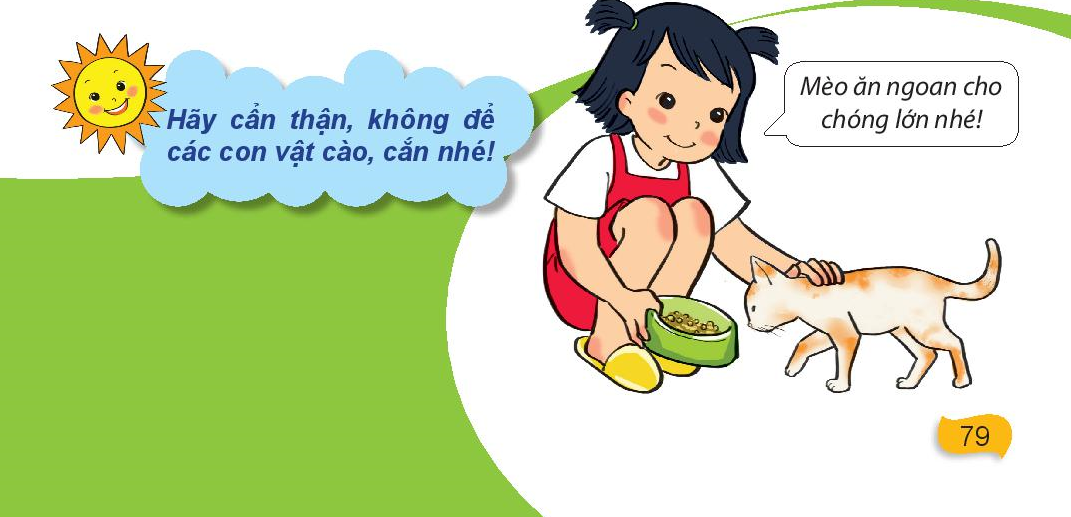 Hãy cẩn thận, không để
các con vật cào, cắn nhé!
Mèo ăn ngoan cho
chóng lớn nhé!
79